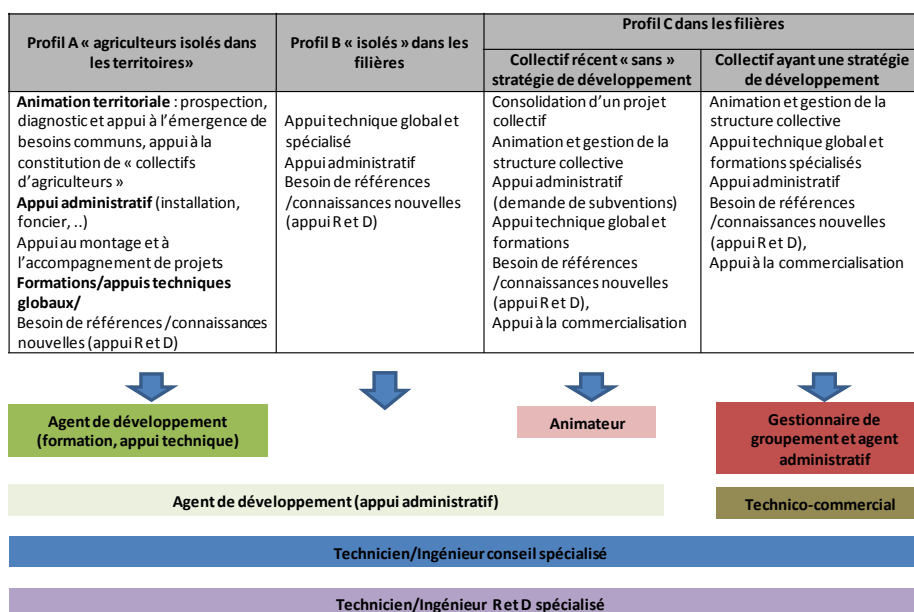 Profil A « agriculteurs isolés dans
les territoires»
Profil B « isolés » dans les
filières
Profil C dans les filières
Collectif récent « sans »
stratégie de développement
Collectif ayant une stratégie
de développement
Animation territoriale : prospection,
diagnostic et appui à l'émergence de
besoins communs, appui à la
constitution de « collectifs
d'agriculteurs »
Appui administratif (installation,
foncier, ..)
Appui au montage et à
l'accompagnement de projets
Formations/appuis techniques
globaux/
Besoin de références /connaissances
nouvelles (appui R et D)
Appui technique global et
spécialisé
Appui administratif
Besoin de références
/connaissances nouvelles
(appui R et D)
Consolidation d'un projet
collectif
Animation et gestion de la
structure collective
Appui administratif
(demande de subventions)
Appui technique global et
formations
Besoin de références
/connaissances nouvelles
(appui R et D),
Appui à la commercialisation
Animation et gestion de la
structure collective
Appui technique global et
formations spécialisés
Appui administratif
Besoin de références
/connaissances nouvelles
(appui R et D),
Appui à la commercialisation
Agent de développement
(formation, appui technique)
Animateur
Gestionnaire de
groupement et agent
administratif
Agent de développement (appui administratif)
Technico-commercial
Technicien/Ingénieur conseil spécialisé
Technicien/Ingénieur R et D spécialisé